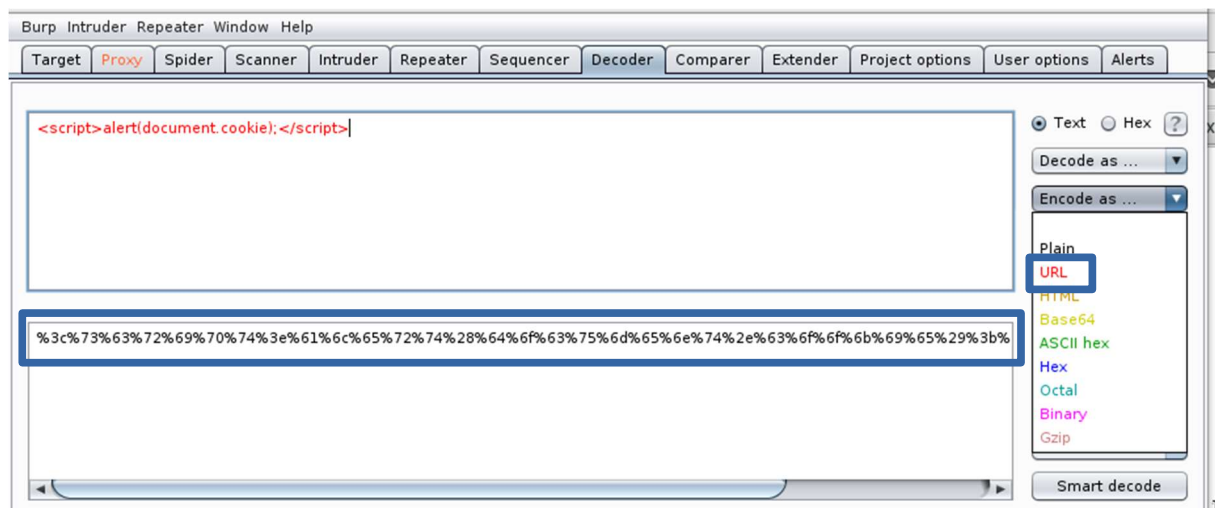 Burp Intruder Repeater Window Help
Target Proxy Spider Scanner Intruder Repeater Sequencer Decoder Comparer Extender Project options User options Alerts
<script>alert(document.cookie);</script>
Text Hex ?
Decode as ...
Encode as ...
Plain
URL
HTML
Base64
ASCII hex
Hex
Octal
Binary
Gzip
%3c%73%63%72%69%70%74%3e%61%6c%65%72%74%28%64%6f%63%75%6d%65%6e%74%2e%63%6f%6f%6b%69%65%29%3b%
Smart decode